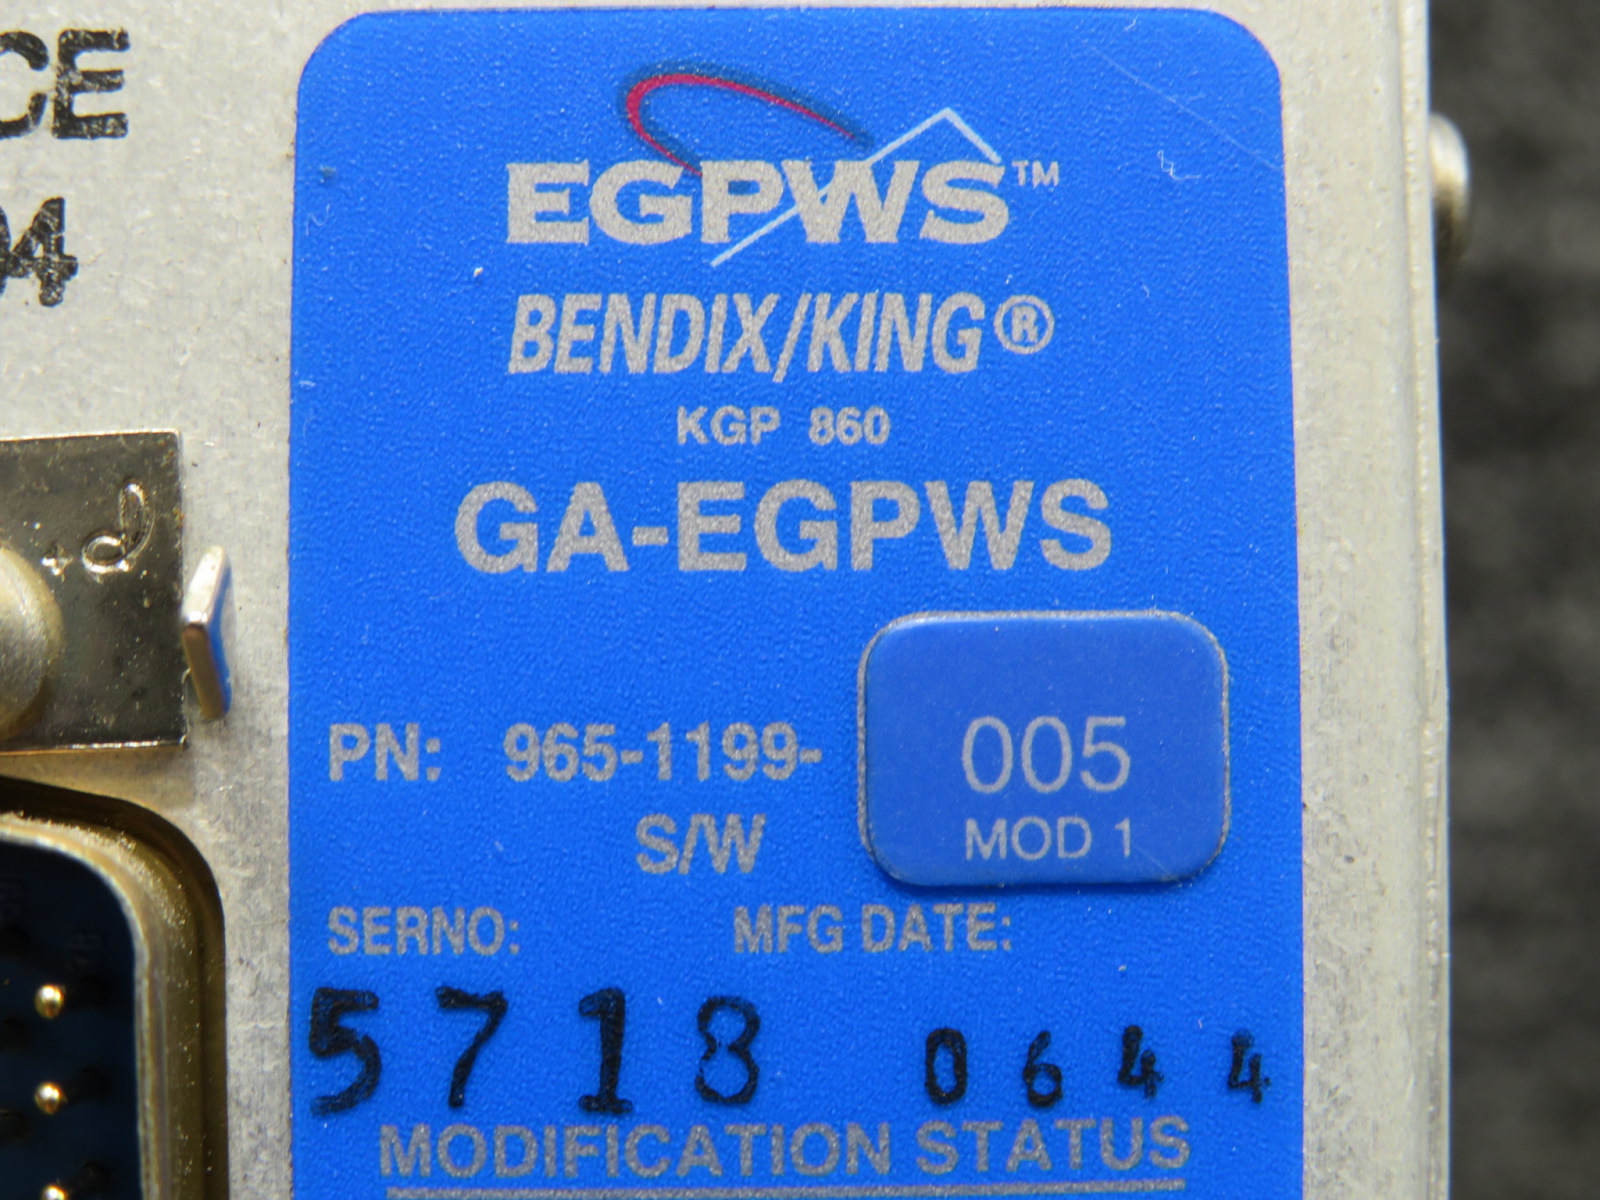 CE
04
EGPWS™
BENDIX/KING®
KGP 860
GA-EGPWS
PN: 965-1199-
005
MOD 1
S/W
SERNO: MFG DATE:
5718 0644
MODIFICATION STATUS